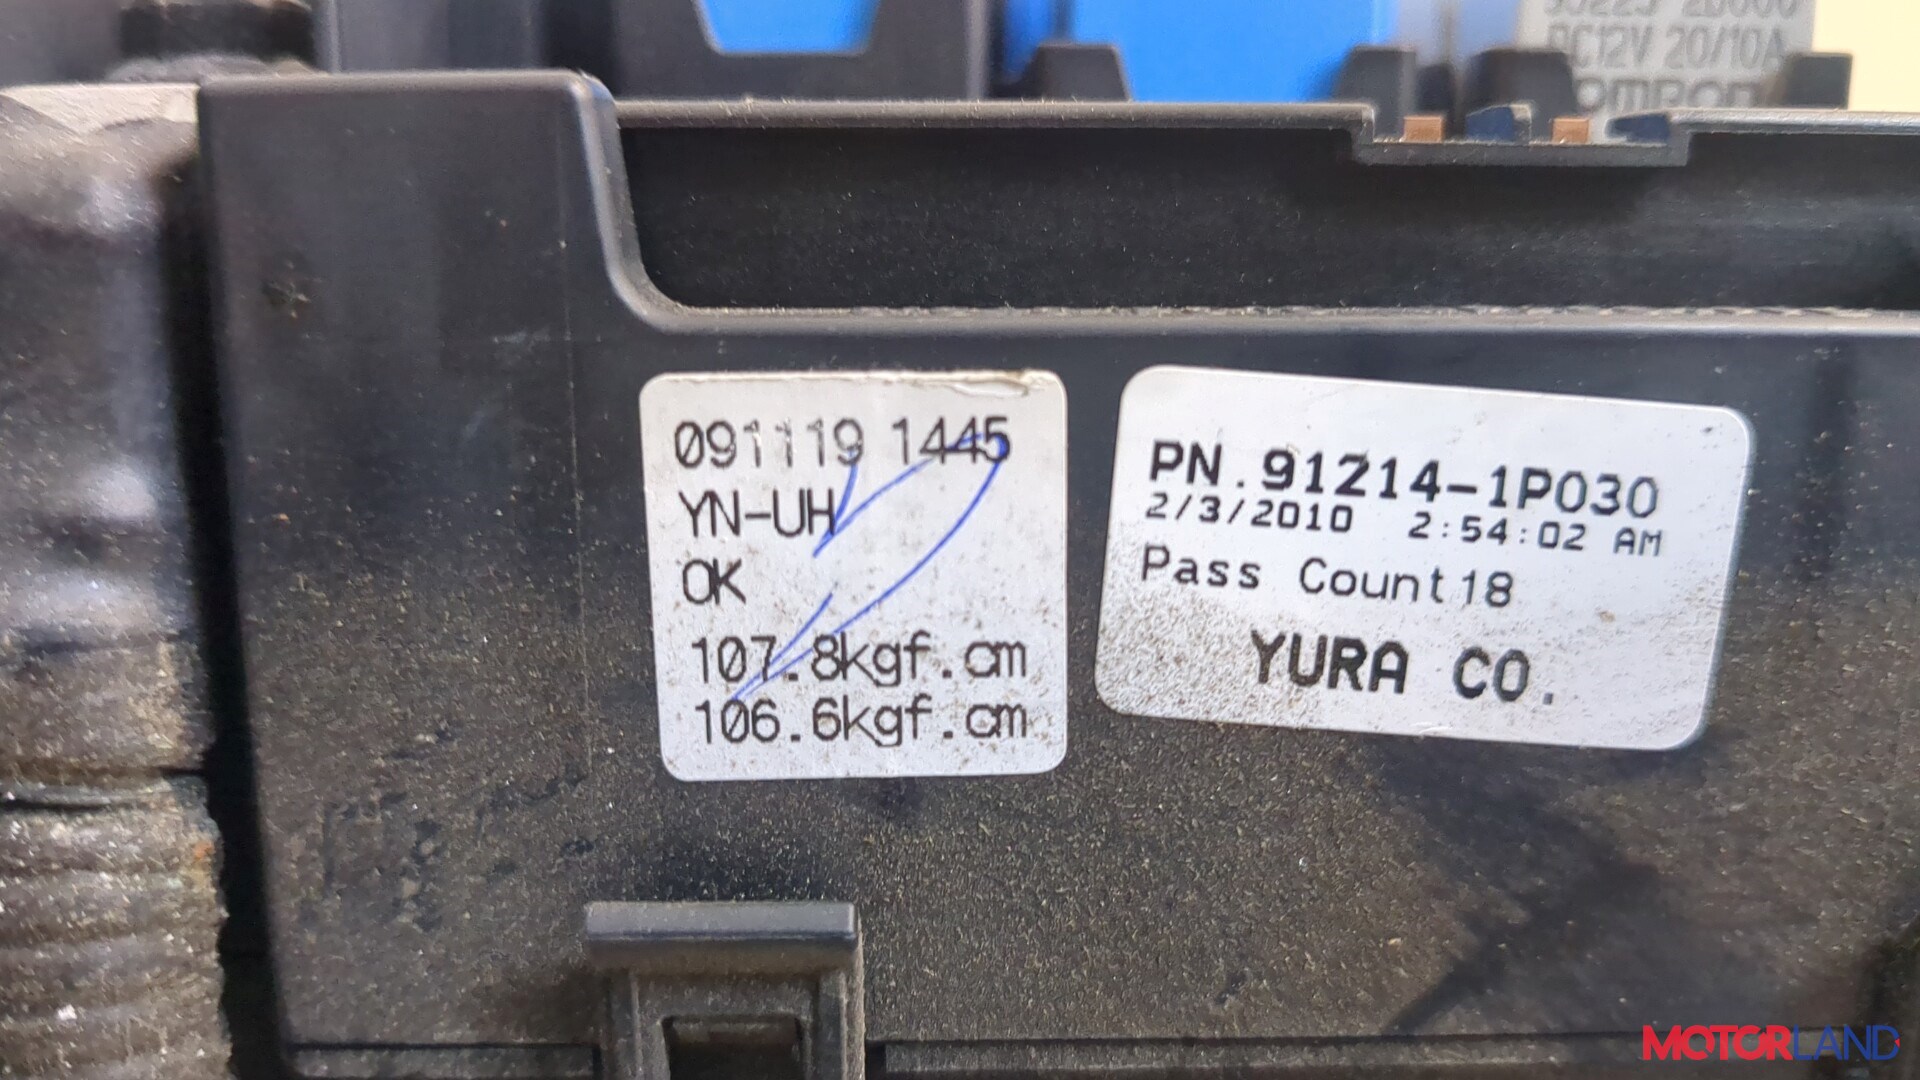 DC12V 20/10A
omron
091119 1445
YN-UH
OK
107.8kgf.cm
106.6kgf.cm
PN.91214-1P030
2/3/2010 2:54:02 AM
Pass Count18
YURA CO.
MOTORLAND